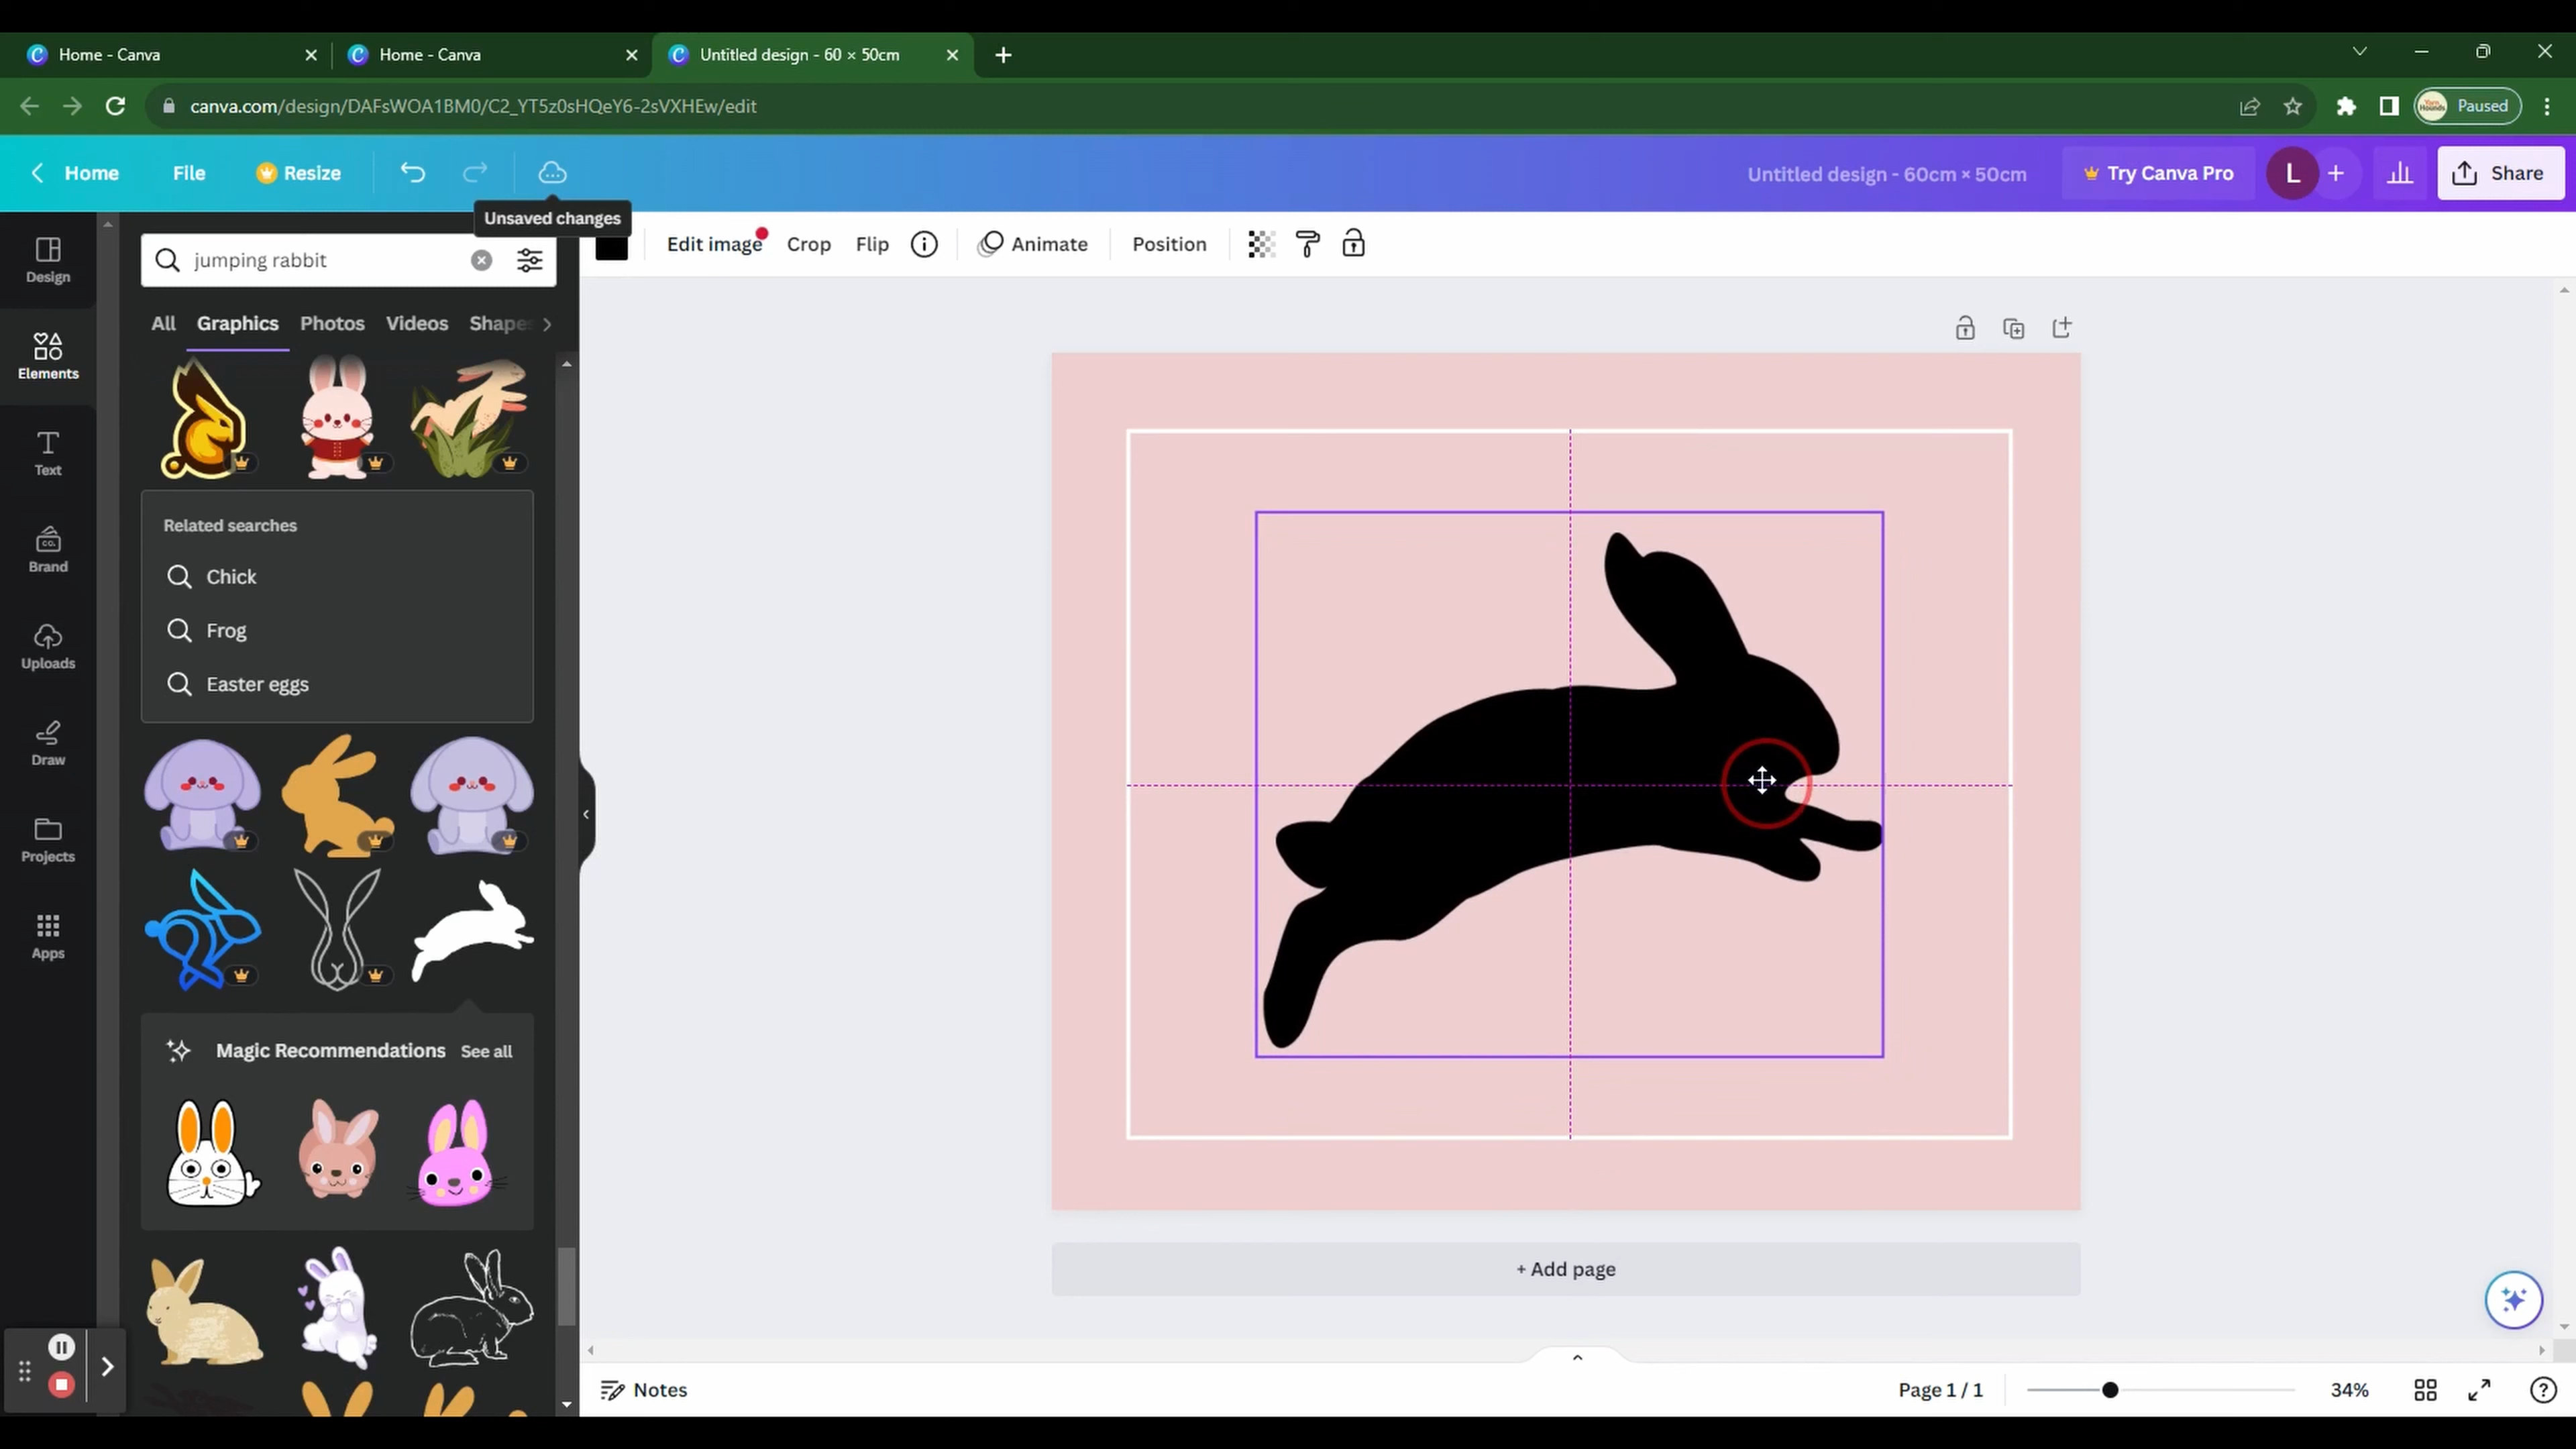 Home - Canva
Home - Canva
Untitled design - 60 × 50cm
canva.com/design/DAFsWOA1BM0/C2_YT5z0sHQeY6-2sVXHEw/edit
Paused
Home
File
Resize
Untitled design - 60cm × 50cm
Try Canva Pro
L
Share
Unsaved changes
Design
Elements
Text
Brand
Uploads
Draw
Projects
Apps
jumping rabbit
Edit image
Crop
Flip
Animate
Position
All
Graphics
Photos
Videos
Shapes
Related searches
Chick
Frog
Easter eggs
Magic Recommendations
See all
+ Add page
Notes
Page 1 / 1
34%